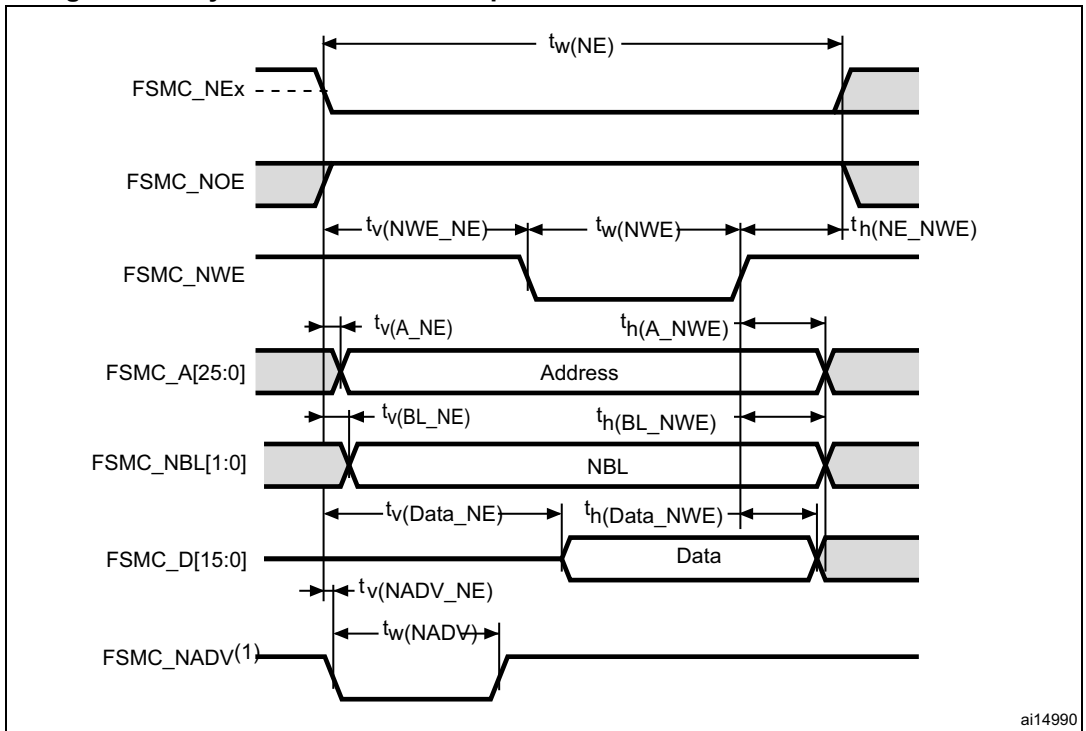 tw(NE)
FSMC_NEx
FSMC_NOE
tv(NWE_NE) tw(NWE) th(NE_NWE)
FSMC_NWE
tv(A_NE) th(A_NWE)
FSMC_A[25:0] Address
tv(BL_NE) th(BL_NWE)
FSMC_NBL[1:0] NBL
tv(Data_NE) th(Data_NWE)
FSMC_D[15:0] Data
tv(NADV_NE)
tw(NADV)
FSMC_NADV(1)
ai14990